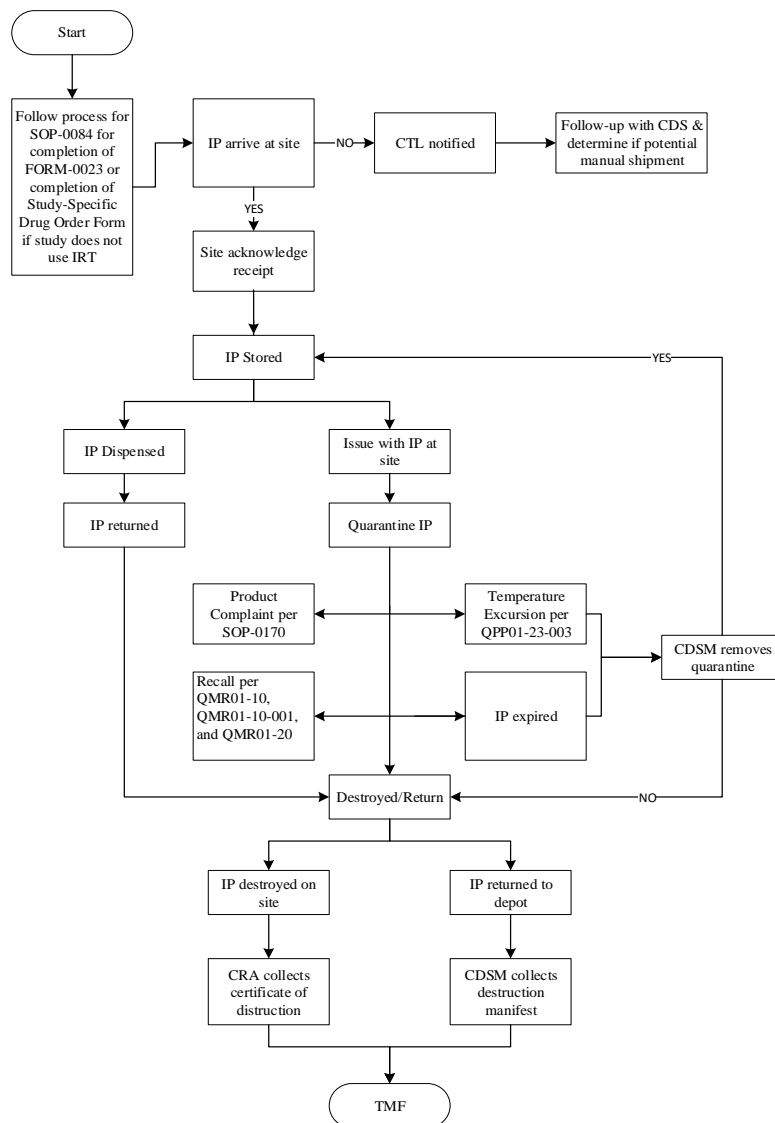 Start
Follow process for
SOP-0084 for
completion of
FORM-0023 or
completion of
Study-Specific
Drug Order Form
if study does not
use IRT
IP arrive at site
NO
CTL notified
Follow-up with CDS &
determine if potential
manual shipment
YES
Site acknowledge
receipt
IP Stored
YES
IP Dispensed
Issue with IP at
site
IP returned
Quarantine IP
Product
Complaint per
SOP-0170
Temperature
Excursion per
QPP01-23-003
CDSM removes
quarantine
Recall per
QMR01-10,
QMR01-10-001,
and QMR01-20
IP expired
Destroyed/Return
NO
IP destroyed on
site
IP returned to
depot
CRA collects
certificate of
distruction
CDSM collects
destruction
manifest
TMF